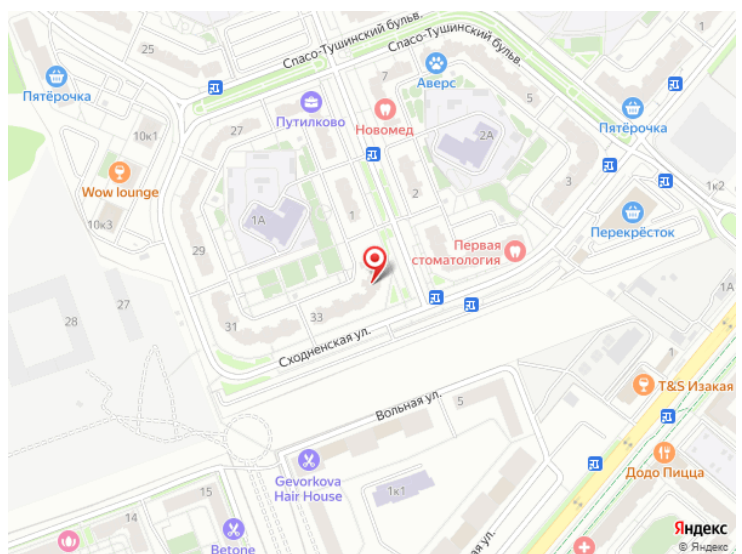 Спасо-Тушинский бульв.
Спасо-Тушинский бульв.
25
Пятёрочка
7
Аверс
5
Путилково
Новомед
Пятёрочка
10к1
27
2А
Wow lounge
3
1к2
2
10к3
1А
1
Перекрёсток
29
Первая
стоматология
1А
27
28
31
33
Сходненская ул.
1
T&S Изакая
Вольная ул.
5
Додо Пицца
Gevorkova
Hair House
15
1к1
14
Betone
ная ул.
Яндекс
© Яндекс